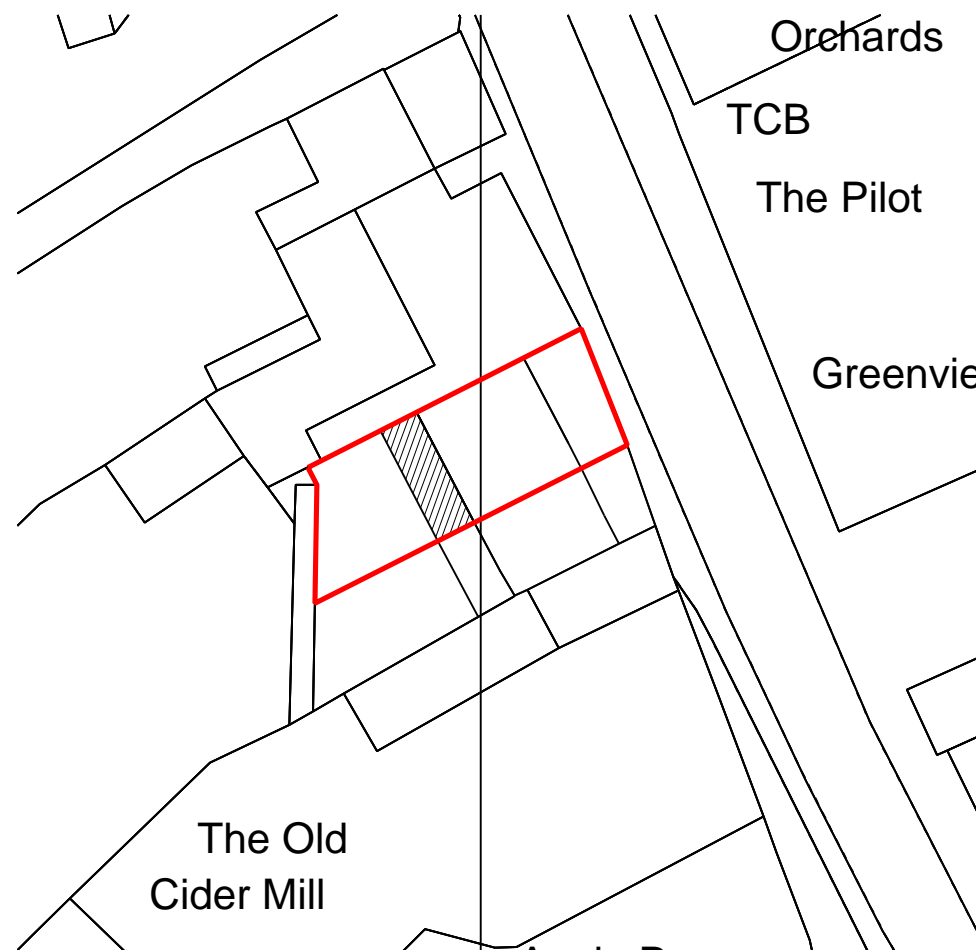 Orchards
TCB
The Pilot
Greenvie
The Old
Cider Mill